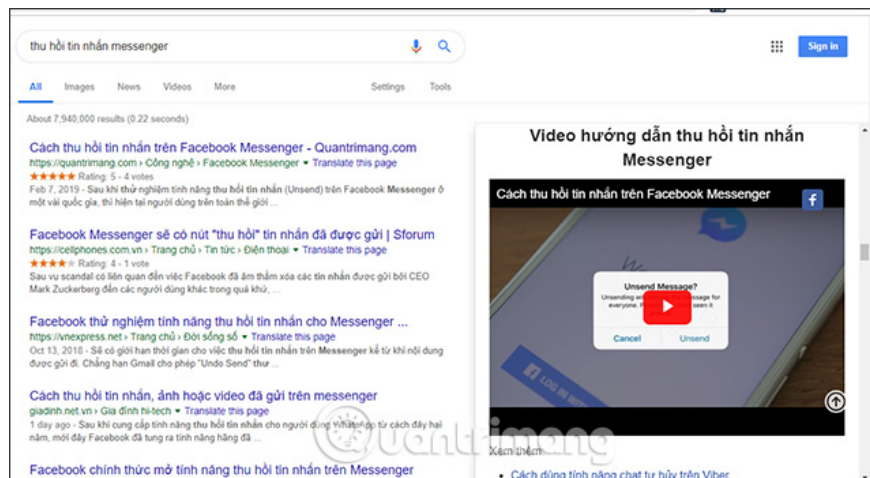 thu hồi tin nhắn messenger
Sign in
All Images News Videos More Settings Tools
About 7,940,000 results (0.22 seconds)
Cách thu hồi tin nhắn trên Facebook Messenger - Quantrimang.com
https://quantrimang.com › Công nghệ › Facebook Messenger ▾ Translate this page
★★★★★ Rating: 5 - 4 votes
Feb 7, 2019 - Sau khi thử nghiệm tính năng thu hồi tin nhắn (Unsend) trên Facebook Messenger ở
một vài quốc gia, thì hiện tại người dùng trên toàn thế giới ...
Facebook Messenger sẽ có nút "thu hồi" tin nhắn đã được gửi | Sforum
https://cellphones.com.vn › Trang chủ › Tin tức › Điện thoại ▾ Translate this page
★★★★★ Rating: 4 - 1 vote
Sau vụ scandal có liên quan đến việc Facebook đã âm thầm xóa các tin nhắn được gửi bởi CEO
Mark Zuckerberg đến các người dùng khác trong quá khứ, ...
Facebook thử nghiệm tính năng thu hồi tin nhắn cho Messenger ...
https://vnexpress.net › Trang chủ › Đời sống số ▾ Translate this page
Oct 13, 2018 - Sẽ có giới hạn thời gian cho việc thu hồi tin nhắn trên Messenger kể từ khi nội dung
được gửi đi. Chẳng hạn Gmail cho phép "Undo Send" thư ...
Cách thu hồi tin nhắn, ảnh hoặc video đã gửi trên messenger
giadinh.net.vn › Gia đình hi-tech ▾ Translate this page
1 day ago - Sau khi cung cấp tính năng thu hồi tin nhắn cho người dùng WhatsApp từ cách đây hai
năm, mới đây Facebook đã tung ra tính năng hãng đã ...
Facebook chính thức mở tính năng thu hồi tin nhắn trên Messenger
Video hướng dẫn thu hồi tin nhắn
Messenger
Cách thu hồi tin nhắn trên Facebook Messenger
Unsend Message?
Unsending will message for
everyone. seen it
Cancel Unsend
LOG IN WITH
Xem thêm:
• Cách dùng tính năng chat tự hủy trên Viber
Quantrimang